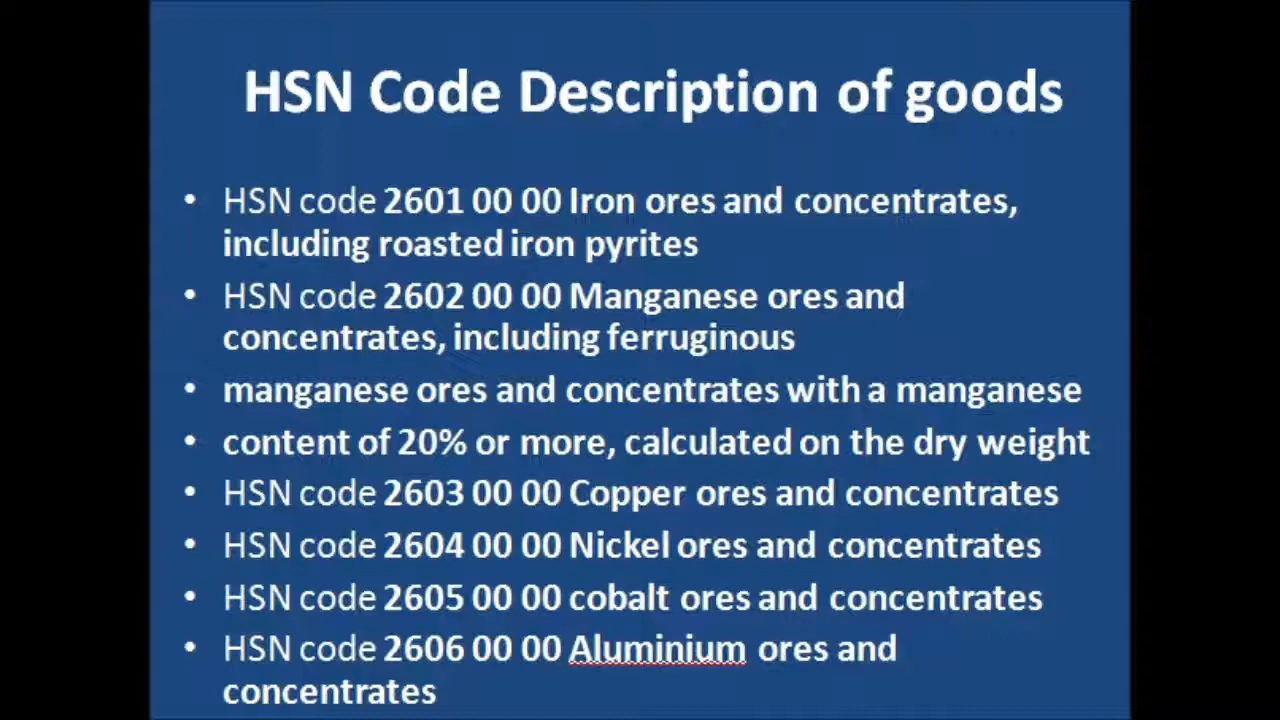 HSN Code Description of goods
• HSN code 2601 00 00 Iron ores and concentrates,
including roasted iron pyrites
• HSN code 2602 00 00 Manganese ores and
concentrates, including ferruginous
• manganese ores and concentrates with a manganese
• content of 20% or more, calculated on the dry weight
• HSN code 2603 00 00 Copper ores and concentrates
• HSN code 2604 00 00 Nickel ores and concentrates
• HSN code 2605 00 00 cobalt ores and concentrates
• HSN code 2606 00 00 Aluminium ores and
concentrates